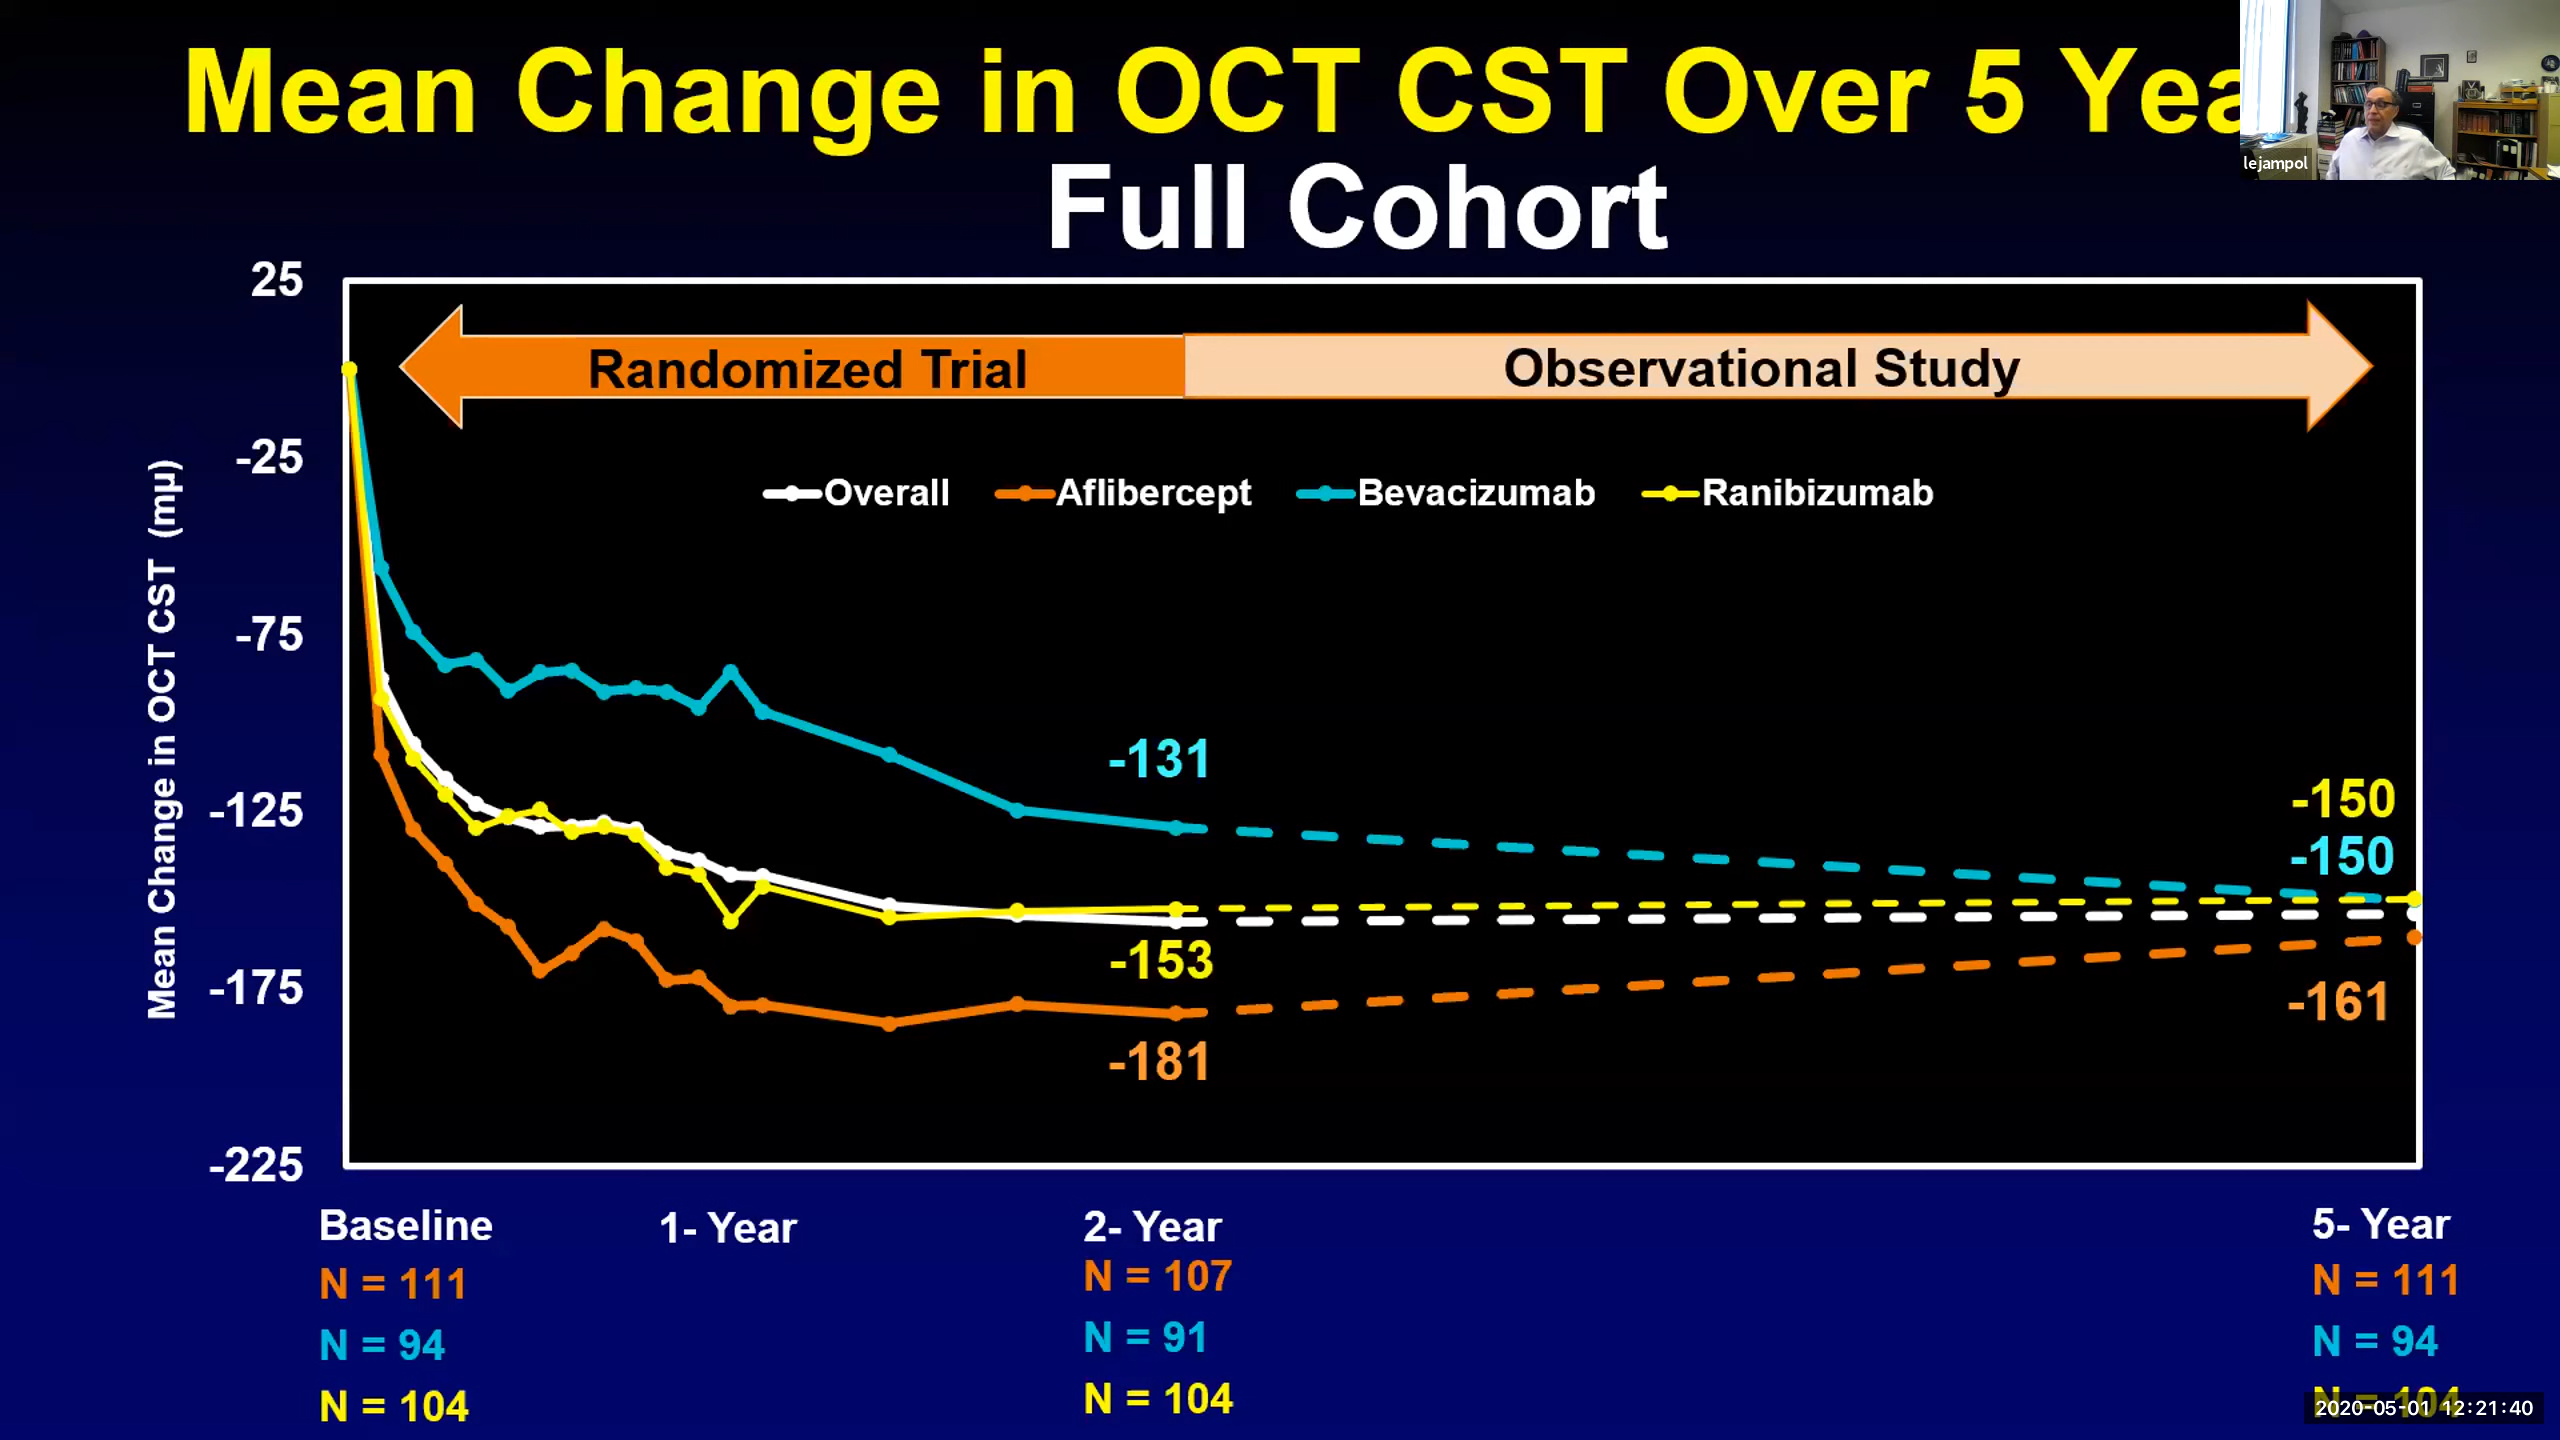 Mean Change in OCT CST Over 5 Yea
lejampol
Full Cohort
25
-25
-75
-125
-175
-225
Mean Change in OCT CST (mµ)
Randomized Trial
Observational Study
Overall
Aflibercept
Bevacizumab
Ranibizumab
-131
-153
-181
-150
-150
-161
Baseline
1- Year
2- Year
5- Year
N = 111
N = 107
N = 111
N = 94
N = 91
N = 94
N = 104
N = 104
N = 104
2020-05-01 12:21:40